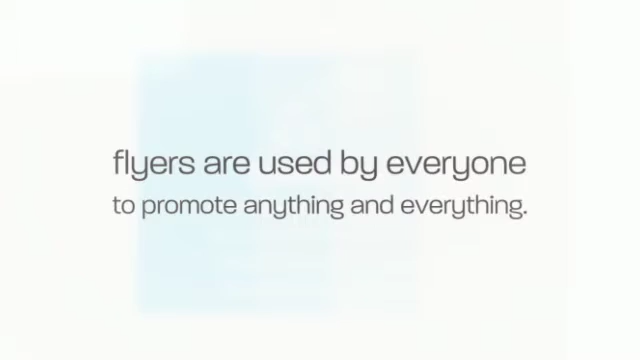 flyers are used by everyone
to promote anything and everything.